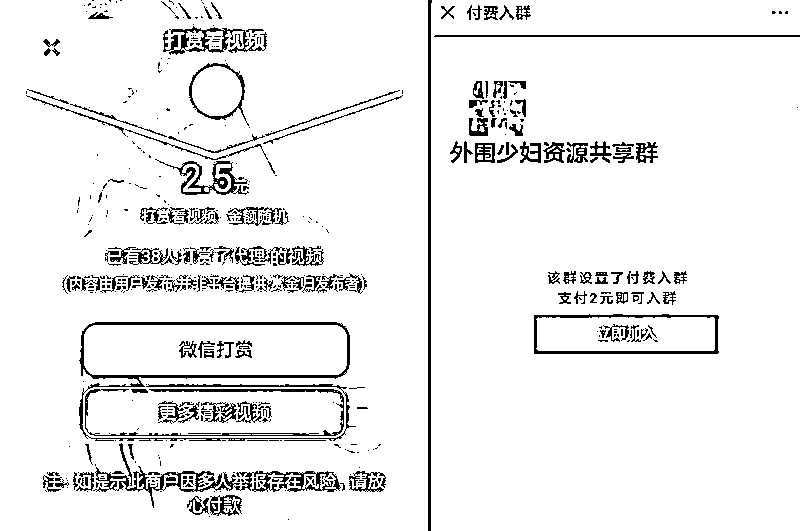 打赏看视频
2.5元
打赏看视频 金额随机
已有38人打赏了代理的视频
(内容由用户发布并非平台提供赏金归发布者)
微信打赏
更多精彩视频
注：如提示此商户因多人举报存在风险，请放
心付款
付费入群
外围少妇资源共享群
该群设置了付费入群
支付2元即可入群
立即加入